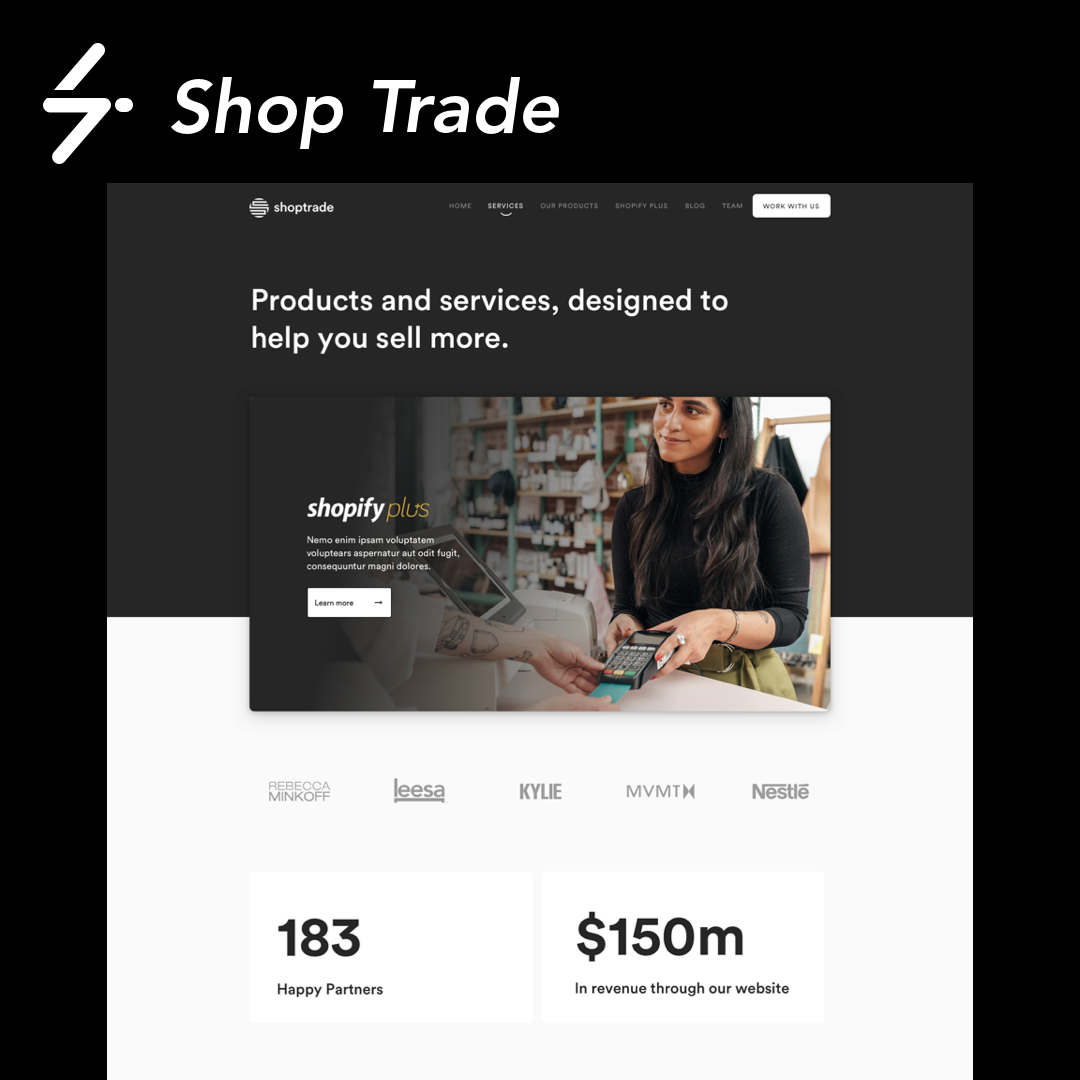 Shop Trade
shoptrade
HOME SERVICES OUR PRODUCTS SHOPIFY PLUS BLOG TEAM WORK WITH US
Products and services, designed to
help you sell more.
shopify plus
Nemo enim ipsam voluptatem
voluptears aspernatur aut odit fugit,
consequuntur magni dolores.
Learn more →
REBECCA
MINKOFF
leesa
KYLIE
MVMT
Nestlé
183
Happy Partners
$150m
In revenue through our website